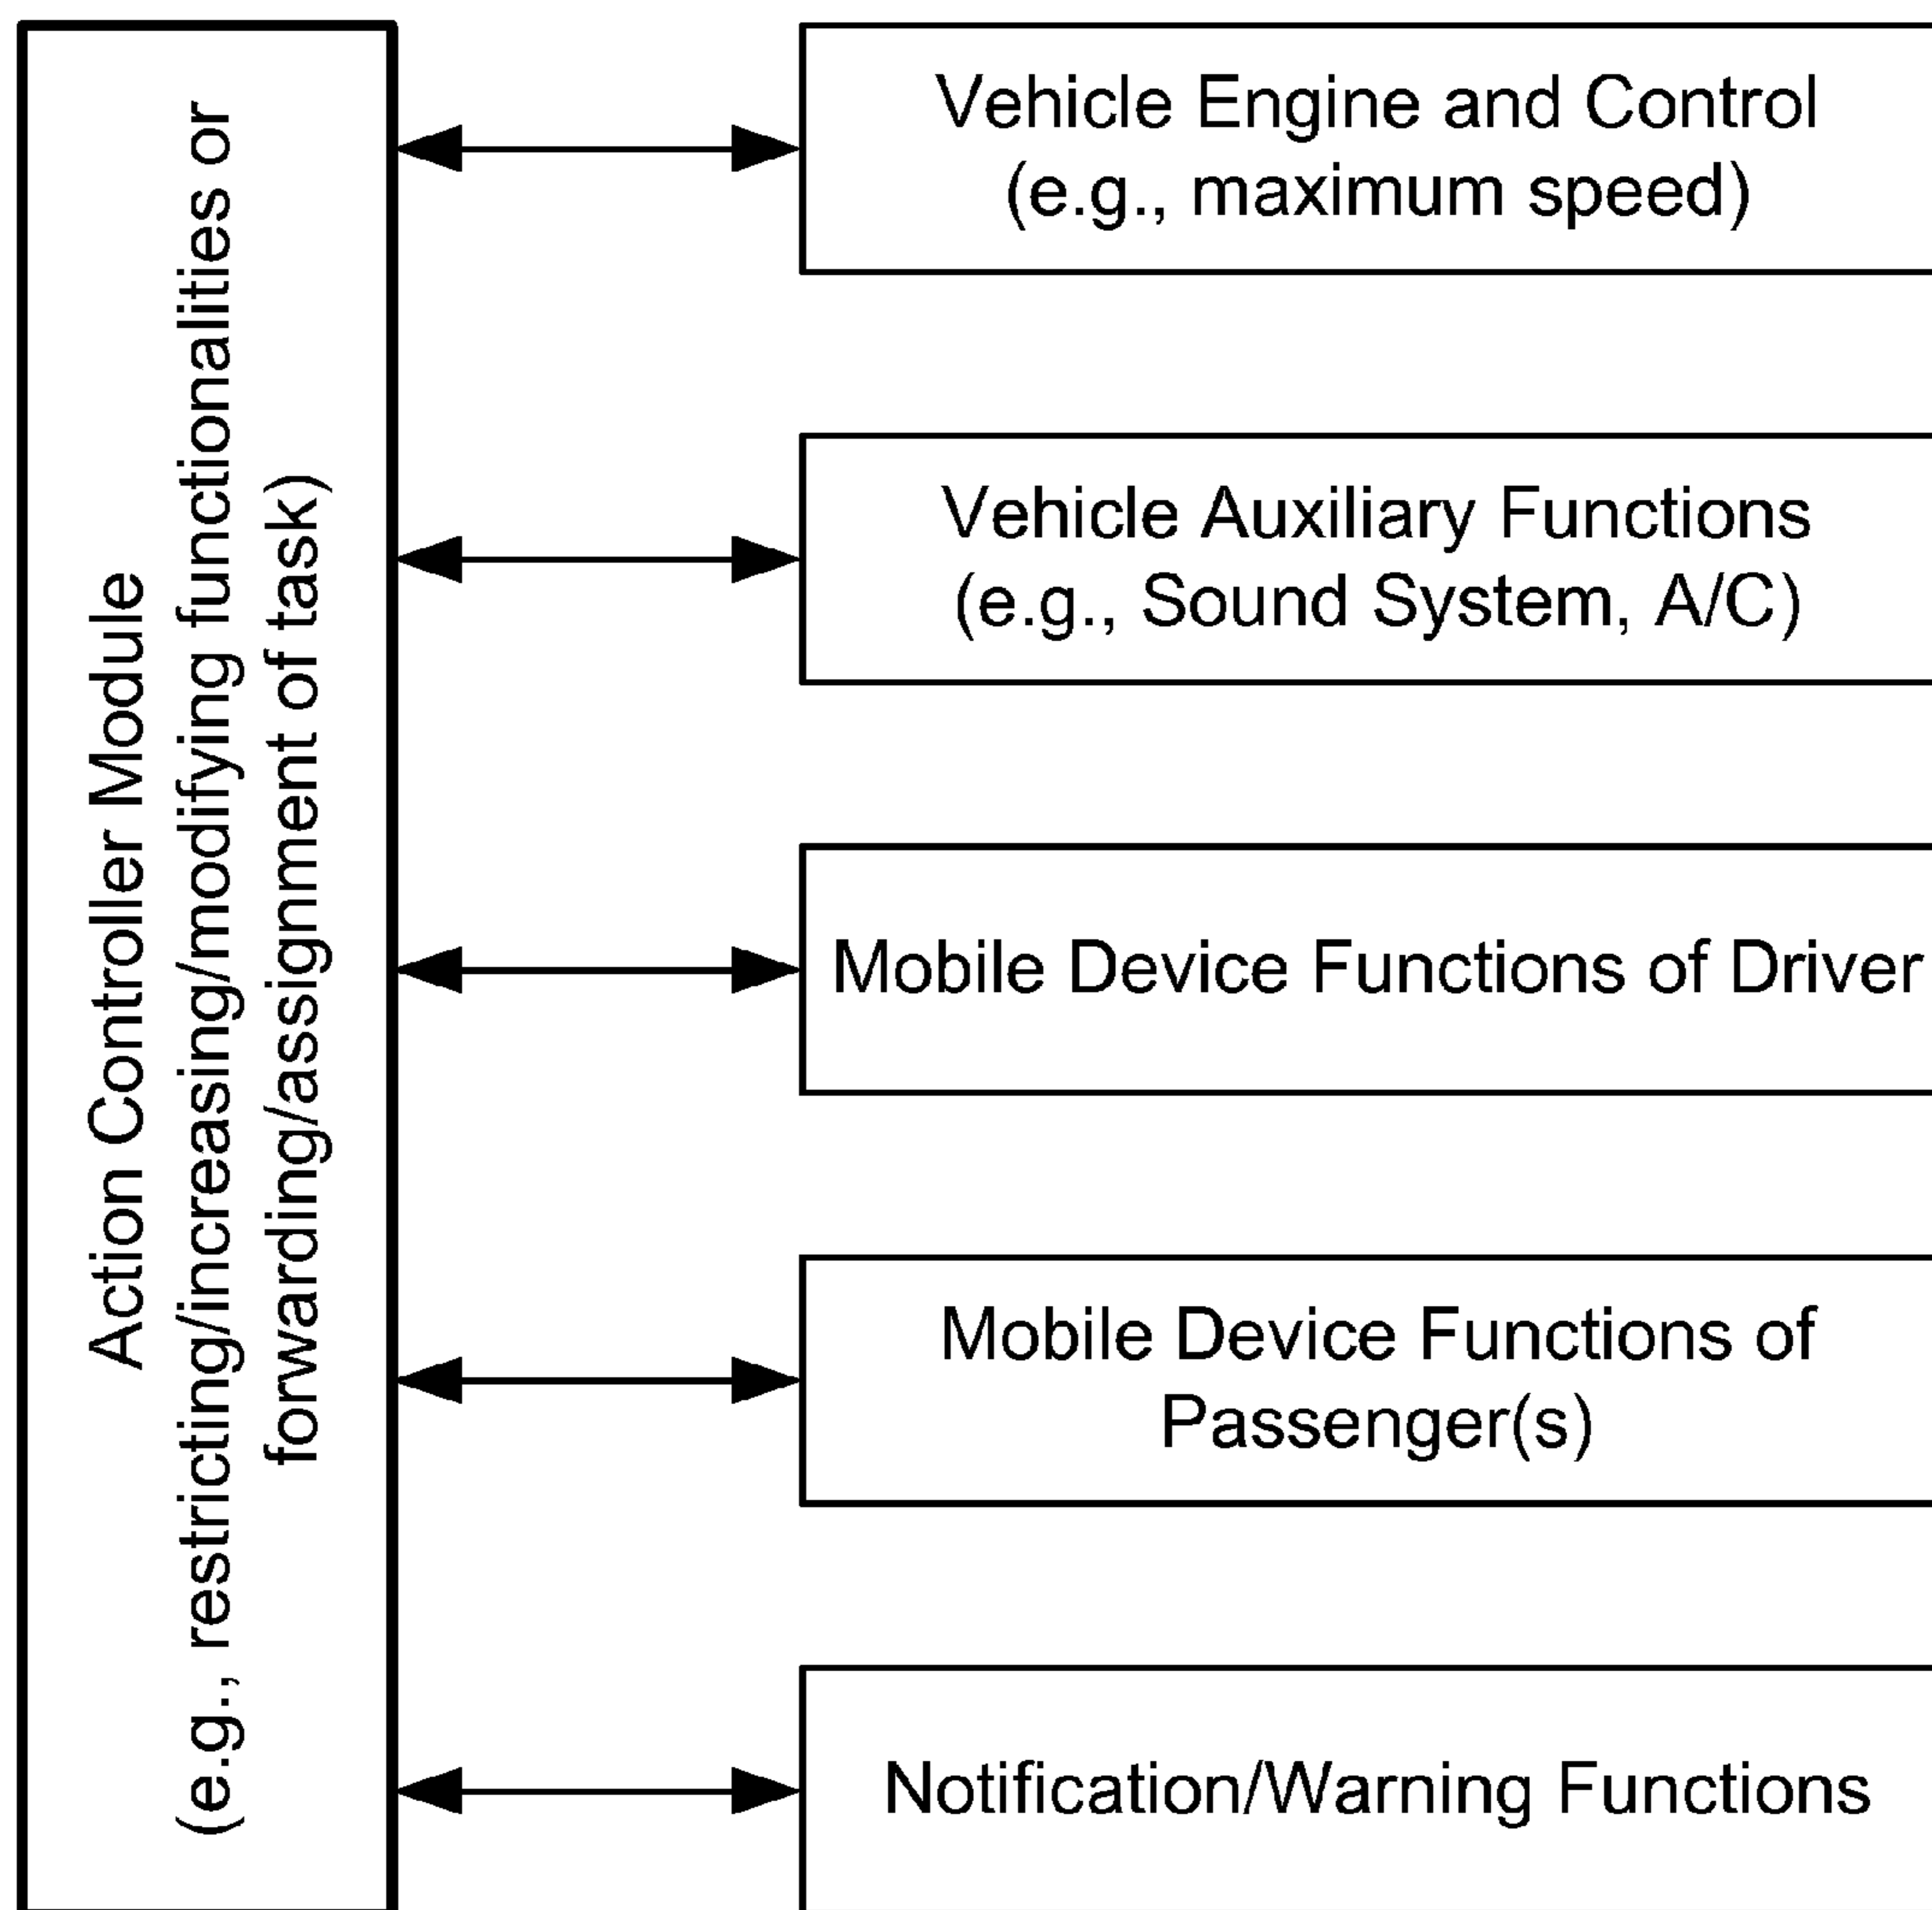 Action Controller Module
(e.g., restricting/increasing/modifying functionalities or
forwarding/assignment of task)
Vehicle Engine and Control
(e.g., maximum speed)
Vehicle Auxiliary Functions
(e.g., Sound System, A/C)
Mobile Device Functions of Driver
Mobile Device Functions of
Passenger(s)
Notification/Warning Functions